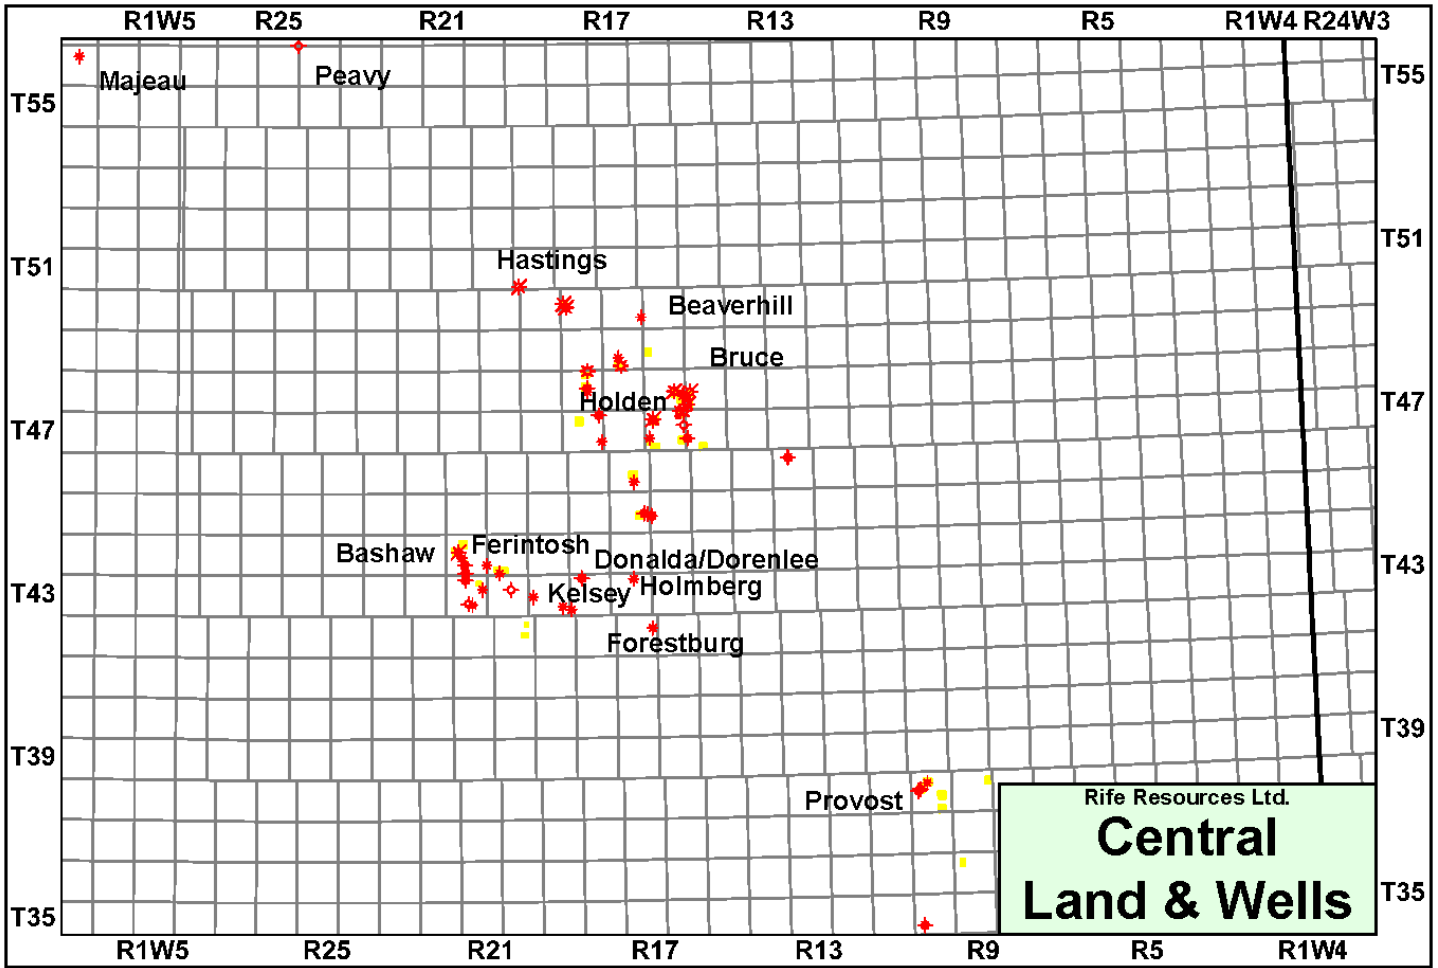 R1W5 R25 R21 R17 R13 R9 R5 R1W4 R24W3
Majeau
Peavy
T55
T55
T51
Hastings
T51
Beaverhill
Bruce
Holden
T47
T47
Bashaw
Ferintosh
Donalda/Dorenlee
T43
T43
Kelsey
Holmberg
Forestburg
T39
T39
Provost
Rife Resources Ltd.
Central
Land & Wells
T35
T35
R1W5 R25 R21 R17 R13 R9 R5 R1W4